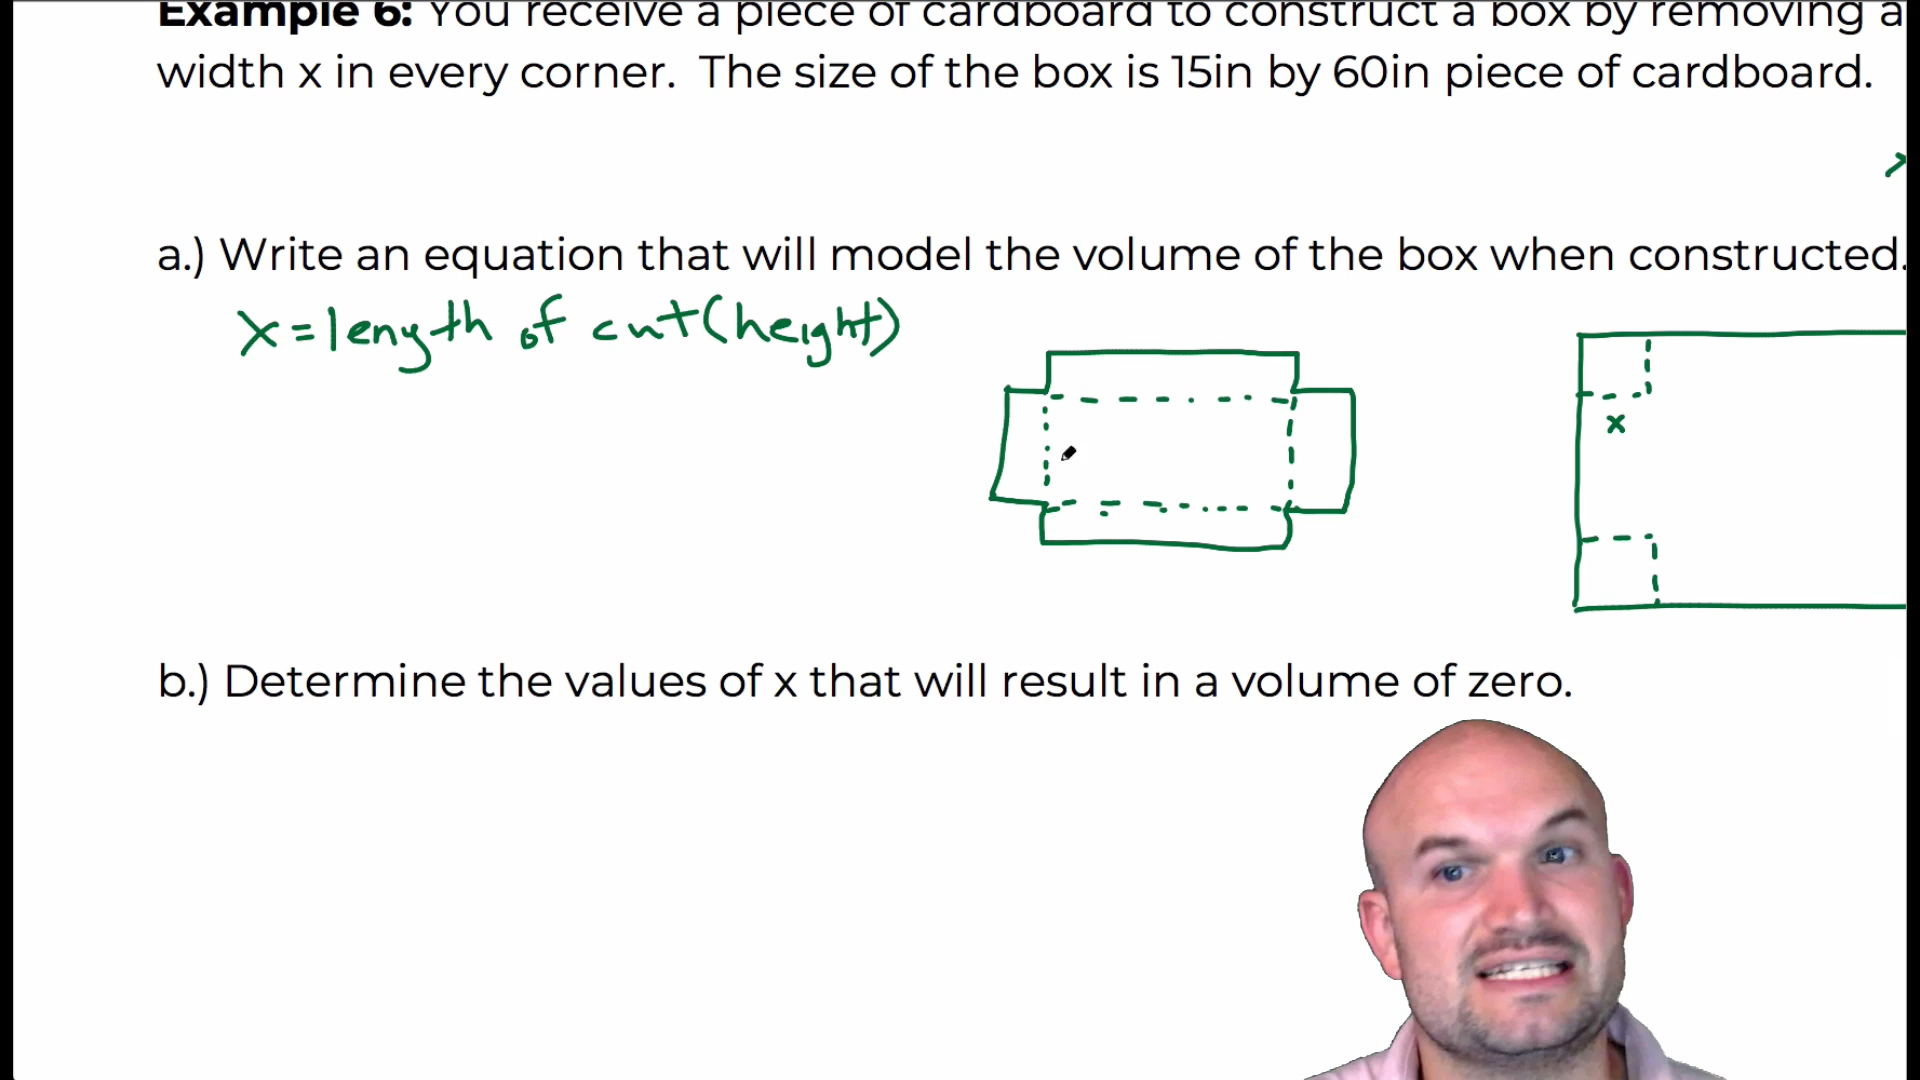 Example 6: You receive a piece of cardboard to construct a box by removing a
width x in every corner. The size of the box is 15in by 60in piece of cardboard.
a.) Write an equation that will model the volume of the box when constructed.
x = length of cut (height)
x
b.) Determine the values of x that will result in a volume of zero.